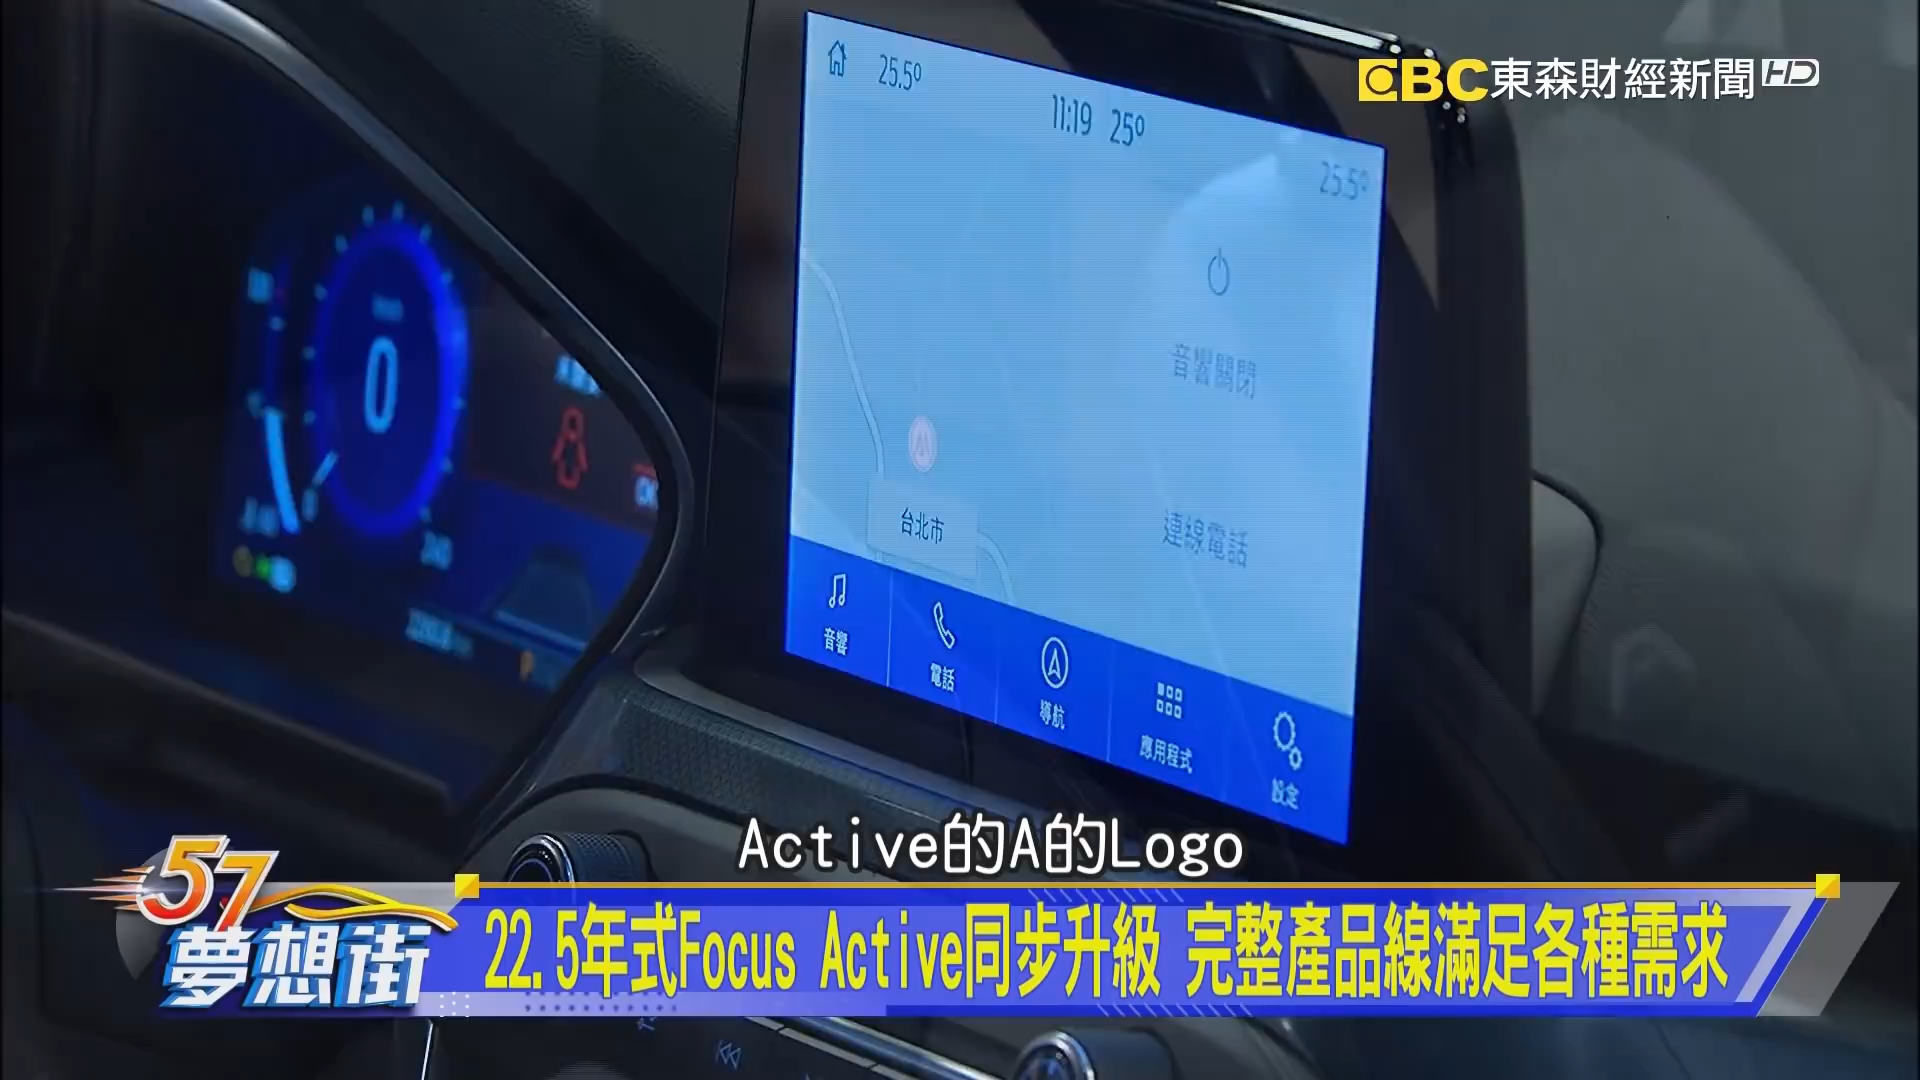 EBC東森財經新聞HD
25.5°
11:19 25°
25.5°
音響關閉
連線電話
台北市
音響
電話
導航
應用程式
設定
0
240
Active的A的Logo
57夢想街
22.5年式Focus Active同步升級 完整產品線滿足各種需求